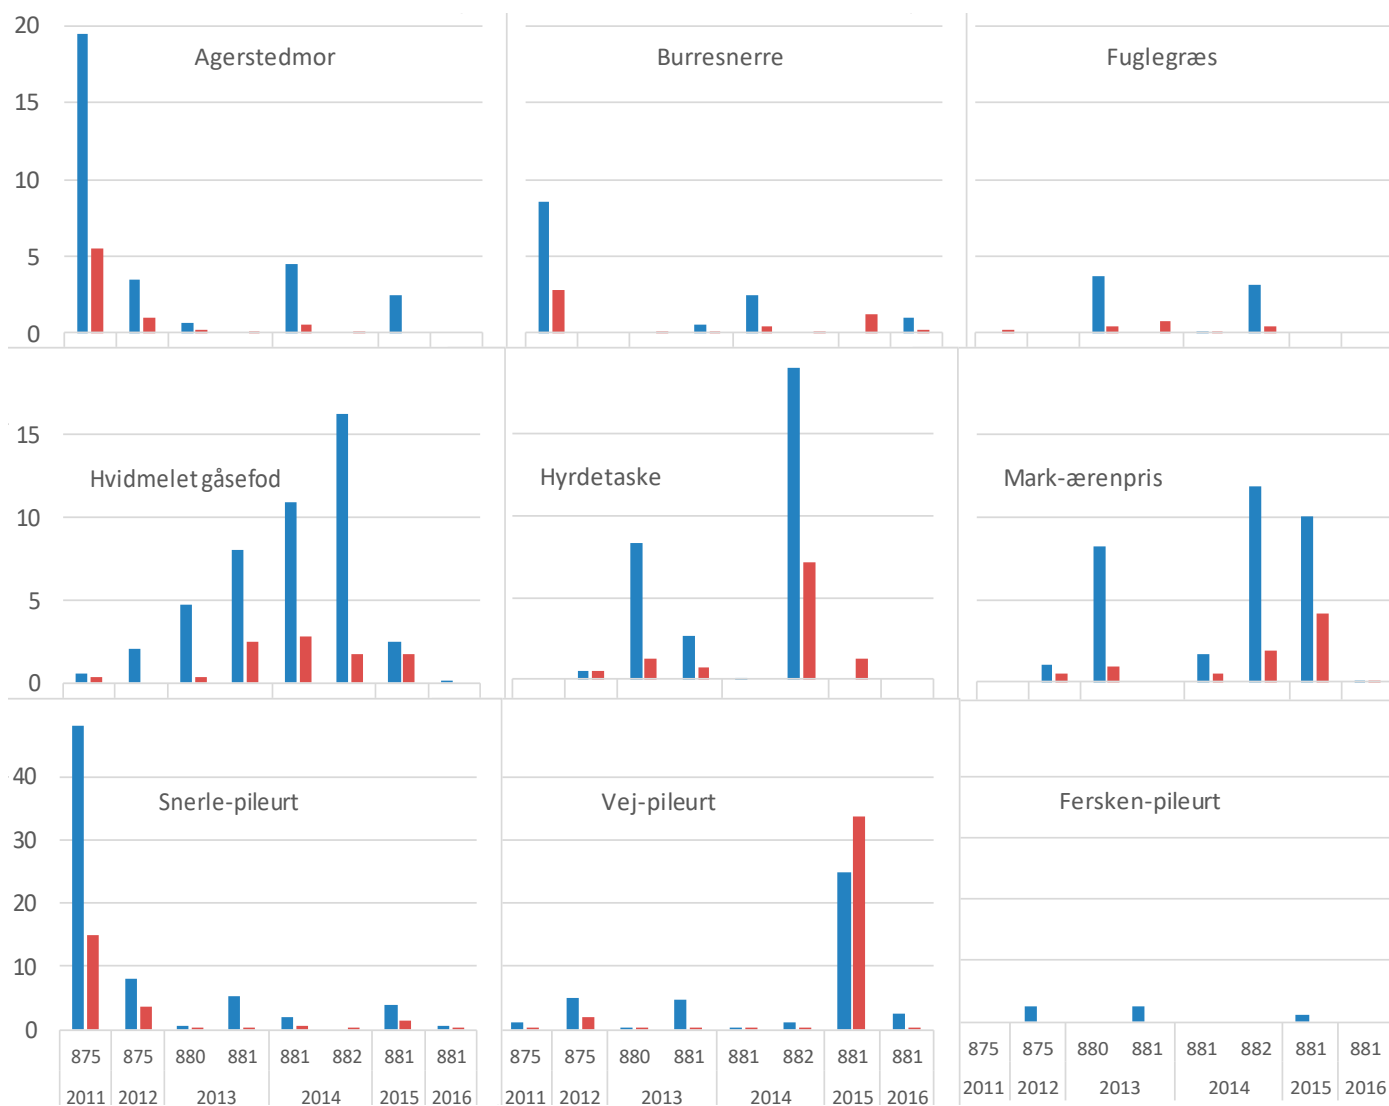 20
Agerstedmor
Burresnerre
Fuglegræs
15
10
5
0
15
Hvidmelet gåsefod
Hyrdetaske
Mark-ærenpris
10
5
0
40
Snerle-pileurt
Vej-pileurt
Fersken-pileurt
30
20
10
0
875 875 880 881 881 882 881 881
2011 2012 2013 2014 2015 2016
875 875 880 881 881 882 881 881
2011 2012 2013 2014 2015 2016
875 875 880 881 881 882 881 881
2011 2012 2013 2014 2015 2016